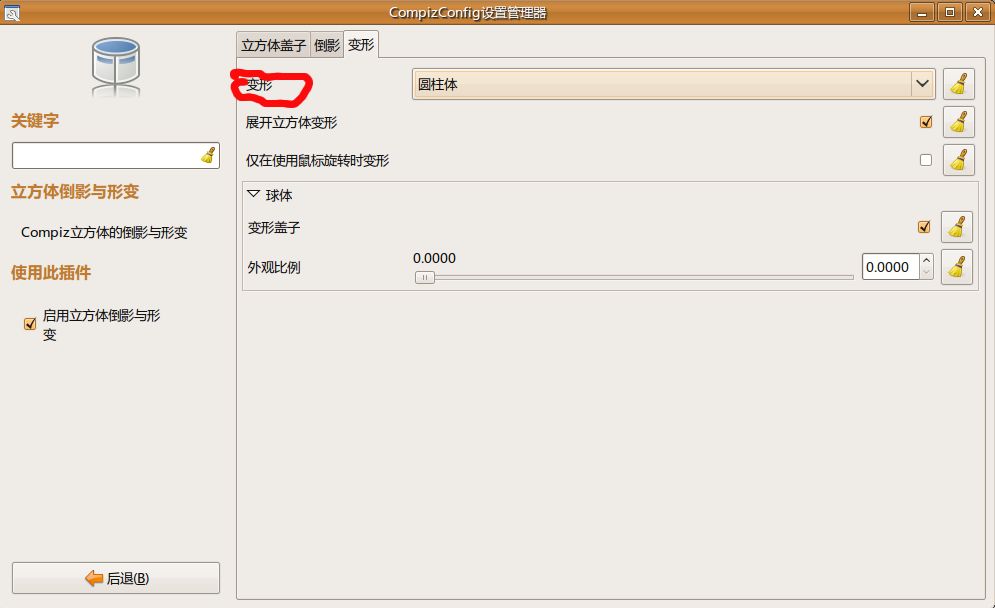 CompizConfig设置管理器
关键字
立方体倒影与形变
Compiz立方体的倒影与形变
使用此插件
启用立方体倒影与形
变
后退(B)
立方体盖子 倒影 变形
变形 圆柱体
展开立方体变形
仅在使用鼠标旋转时变形
球体
变形盖子
外观比例 0.0000 0.0000